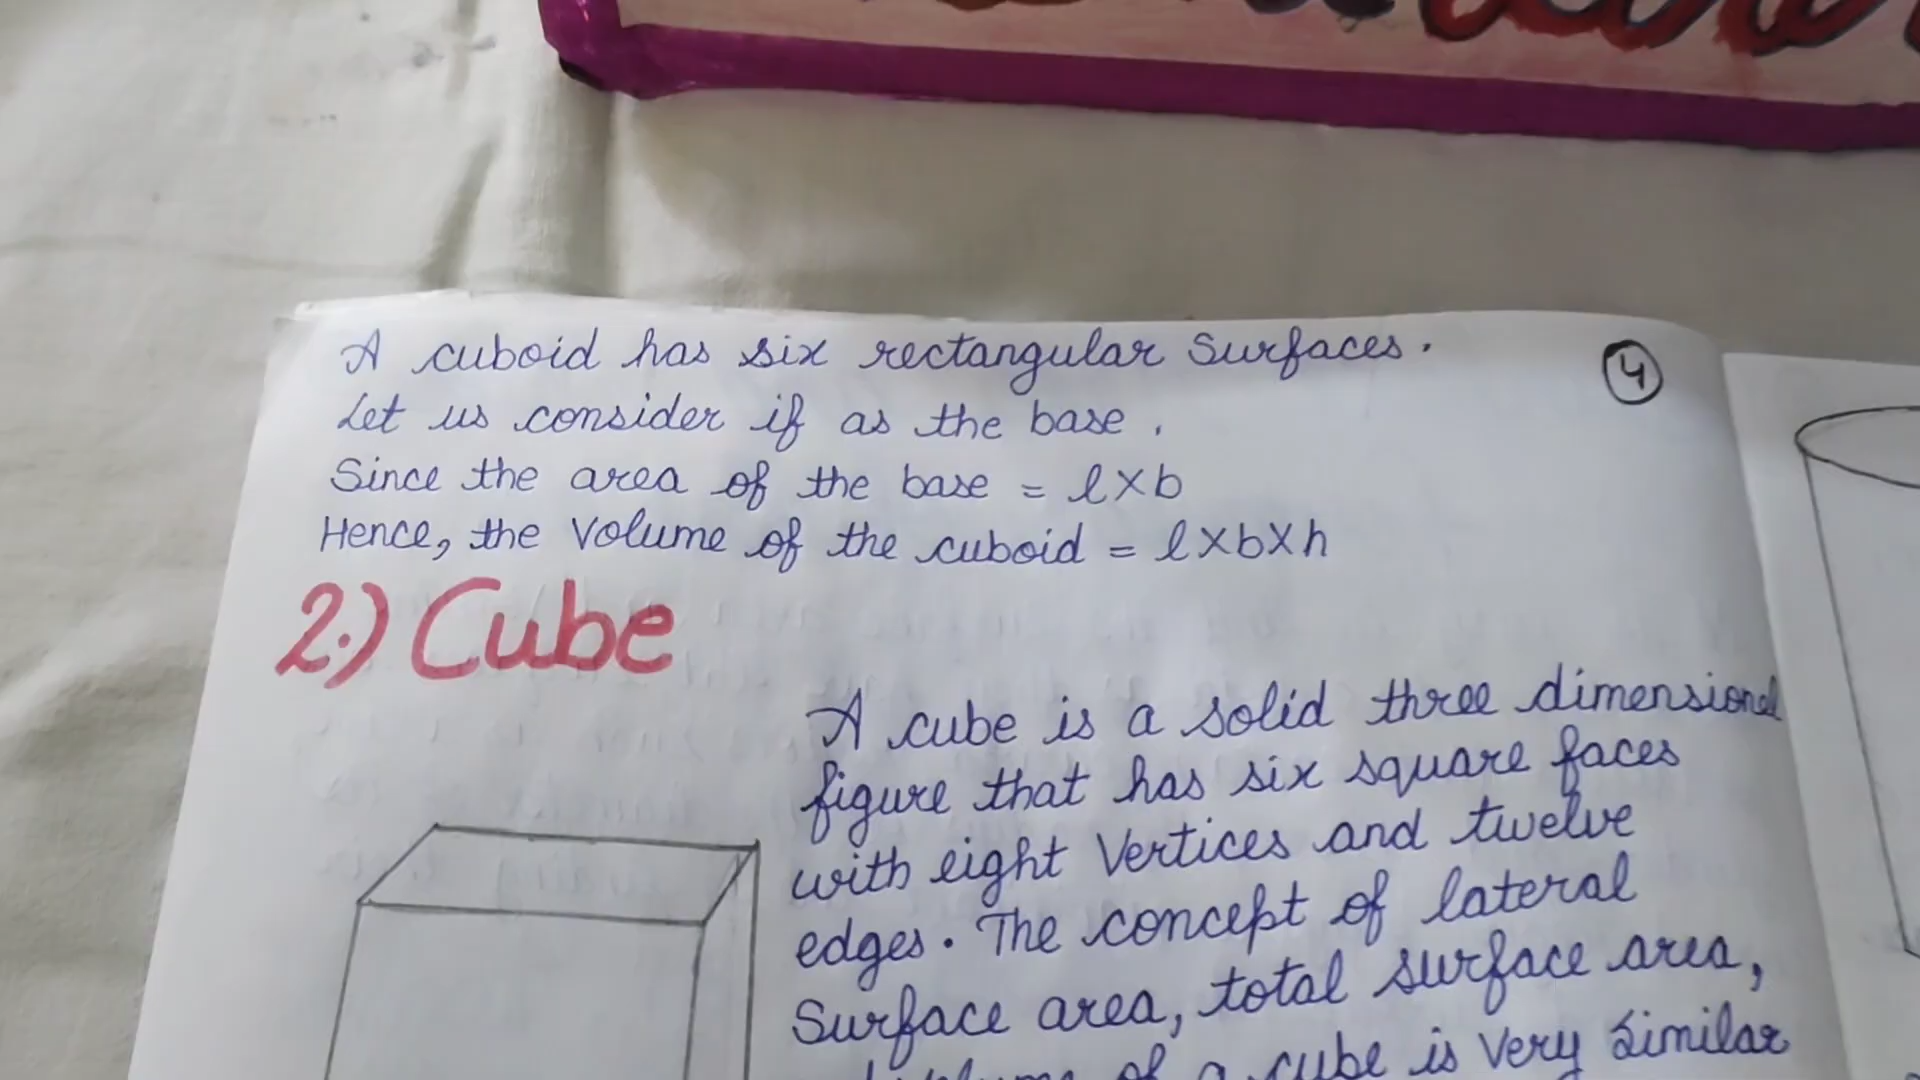 A cuboid has six rectangular Surfaces.
4
Let us consider if as the base.
Since the area of the base = l×b
Hence, the Volume of the cuboid = l×b×h
2.) Cube
A cube is a solid three dimensional
figure that has six square faces
with eight Vertices and twelve
edges. The concept of lateral
Surface area, total surface area,
of a cube is Very Similar